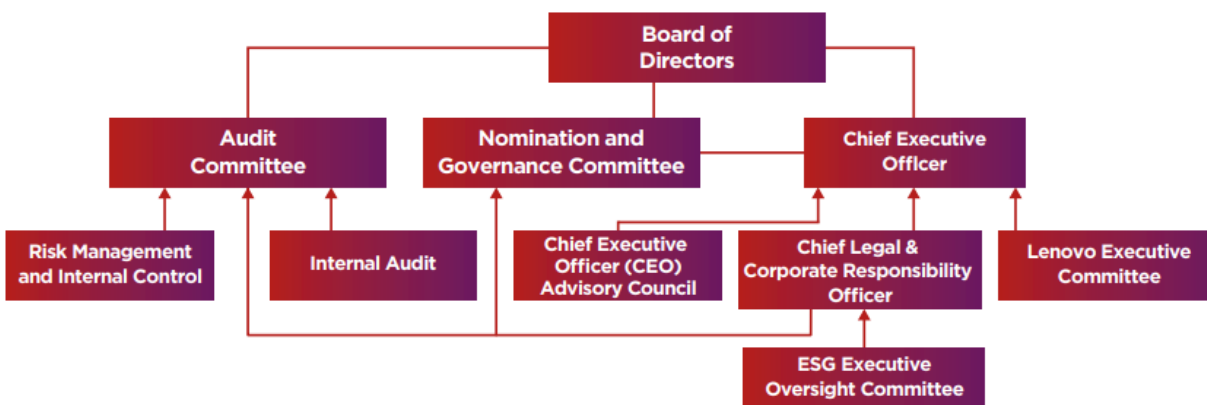 Board of
Directors
Audit
Committee
Nomination and
Governance Committee
Chief Executive
Officer
Risk Management
and Internal Control
Internal Audit
Chief Executive
Officer (CEO)
Advisory Council
Chief Legal &
Corporate Responsibility
Officer
Lenovo Executive
Committee
ESG Executive
Oversight Committee